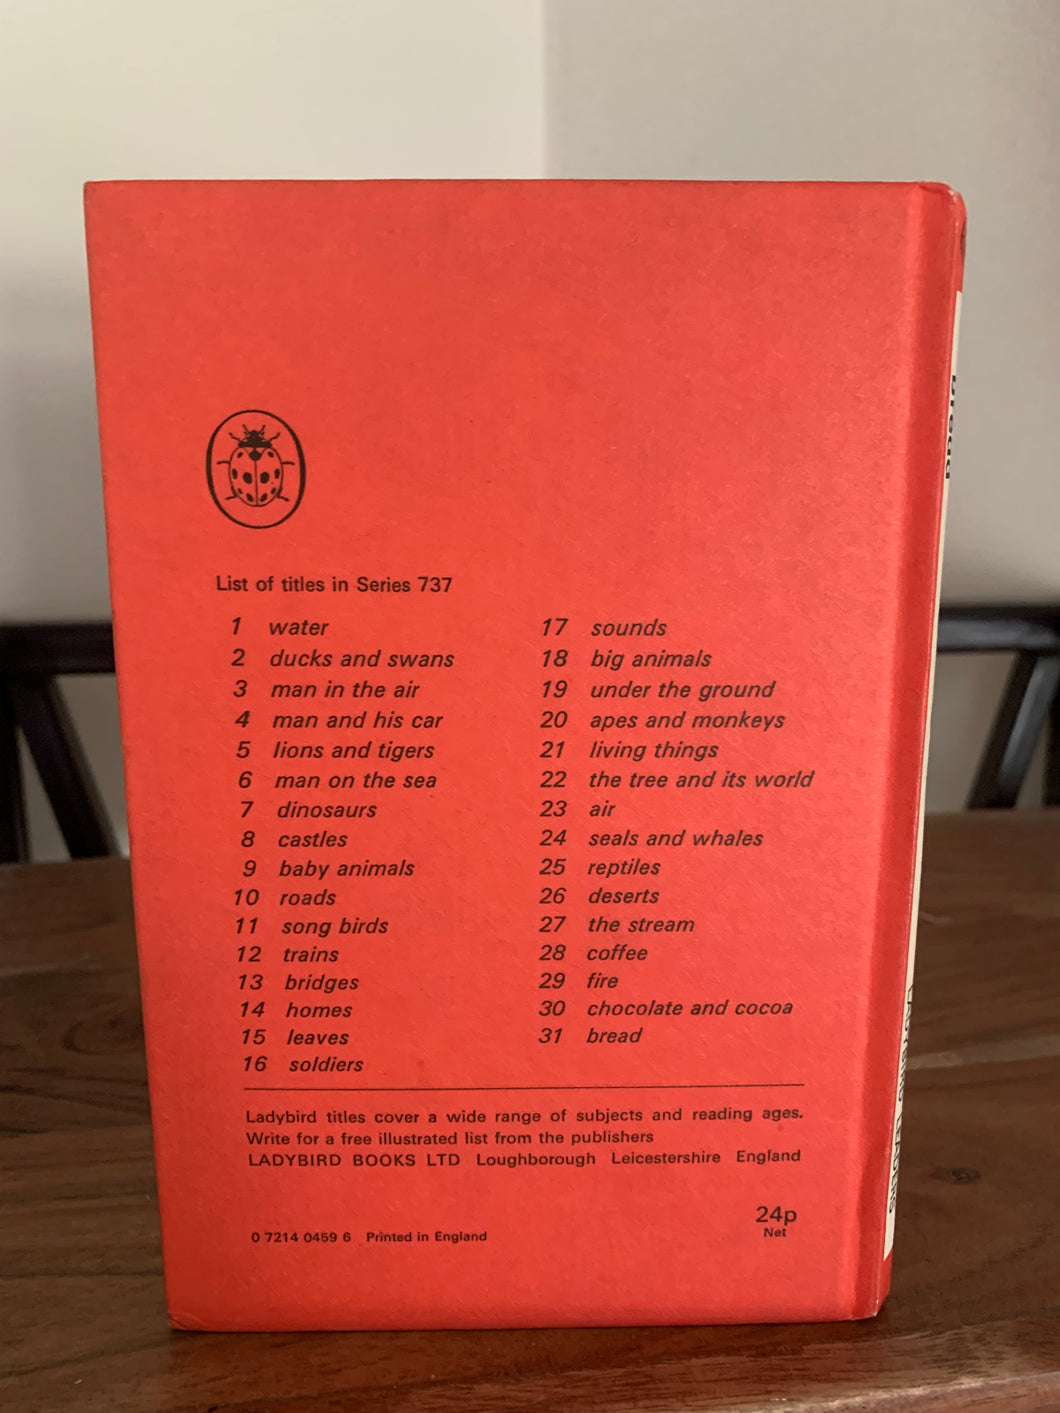 List of titles in Series 737
1 water
2 ducks and swans
3 man in the air
4 man and his car
5 lions and tigers
6 man on the sea
7 dinosaurs
8 castles
9 baby animals
10 roads
11 song birds
12 trains
13 bridges
14 homes
15 leaves
16 soldiers
17 sounds
18 big animals
19 under the ground
20 apes and monkeys
21 living things
22 the tree and its world
23 air
24 seals and whales
25 reptiles
26 deserts
27 the stream
28 coffee
29 fire
30 chocolate and cocoa
31 bread
Ladybird titles cover a wide range of subjects and reading ages.
Write for a free illustrated list from the publishers
LADYBIRD BOOKS LTD Loughborough Leicestershire England
24p
Net
0 7214 0459 6 Printed in England
bread
LADYBIRD LEADERS